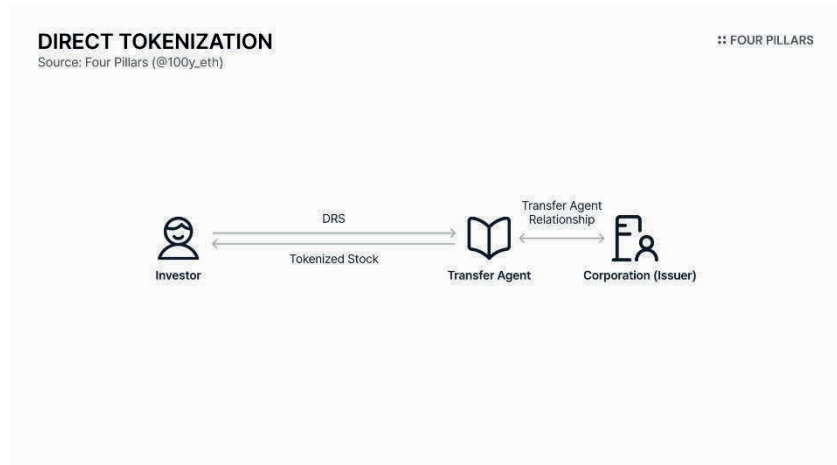 DIRECT TOKENIZATION
Source: Four Pillars (@100y_eth)
FOUR PILLARS
DRS
Transfer Agent
Relationship
Tokenized Stock
Investor
Transfer Agent
Corporation (Issuer)